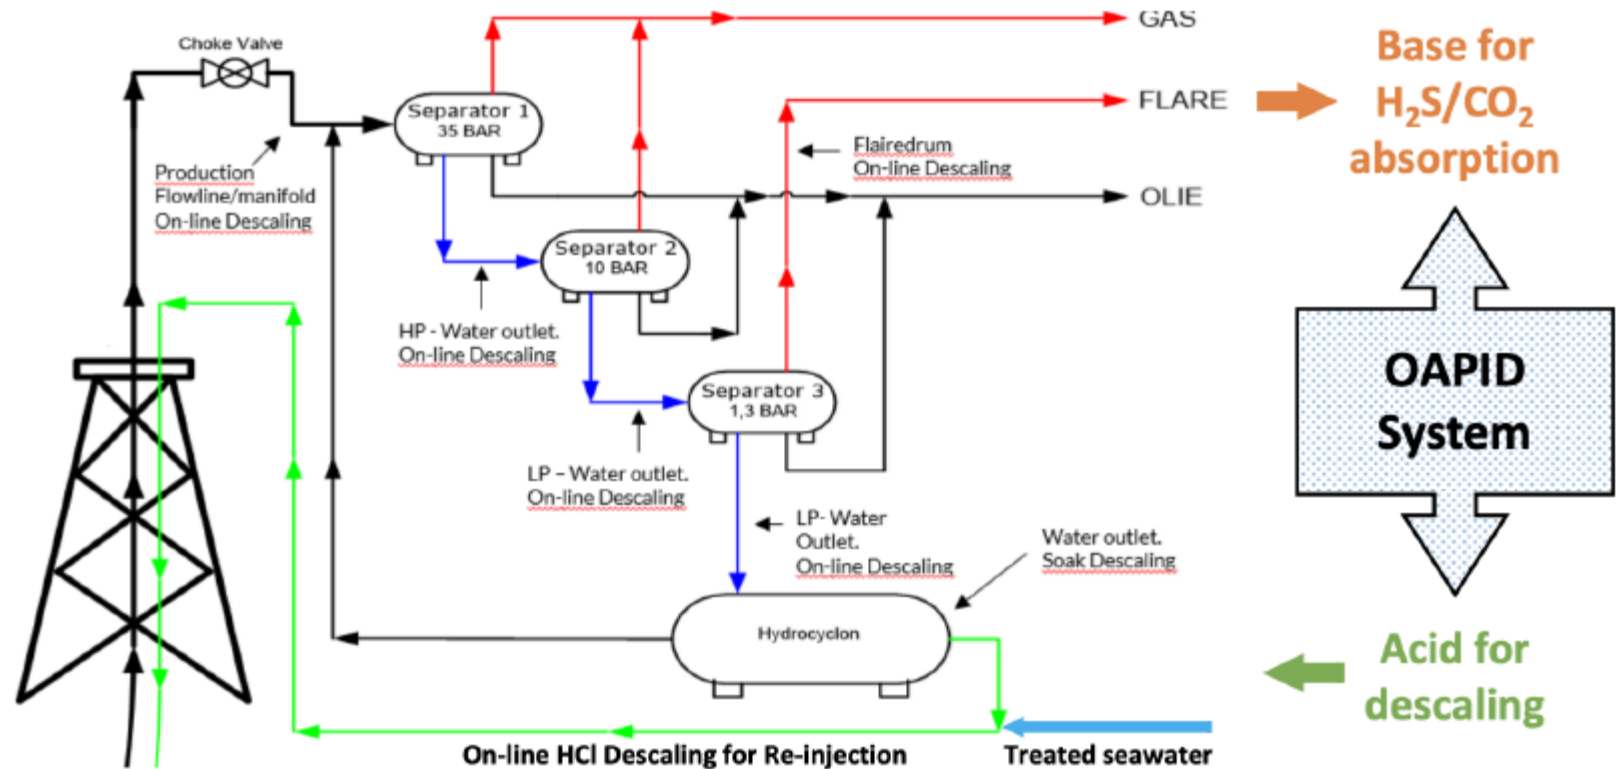 GAS
Choke Valve
Base for
H₂S/CO₂
absorption
FLARE
Separator 1
35 BAR
Flairedrum
On-line Descaling
Production
Flowline/manifold
On-line Descaling
OLIE
Separator 2
10 BAR
HP - Water outlet.
On-line Descaling
OAPID
System
Separator 3
1,3 BAR
LP – Water outlet.
On-line Descaling
LP- Water
Outlet.
On-line Descaling
Water outlet.
Soak Descaling
Hydrocyclon
Acid for
descaling
On-line HCl Descaling for Re-injection
Treated seawater